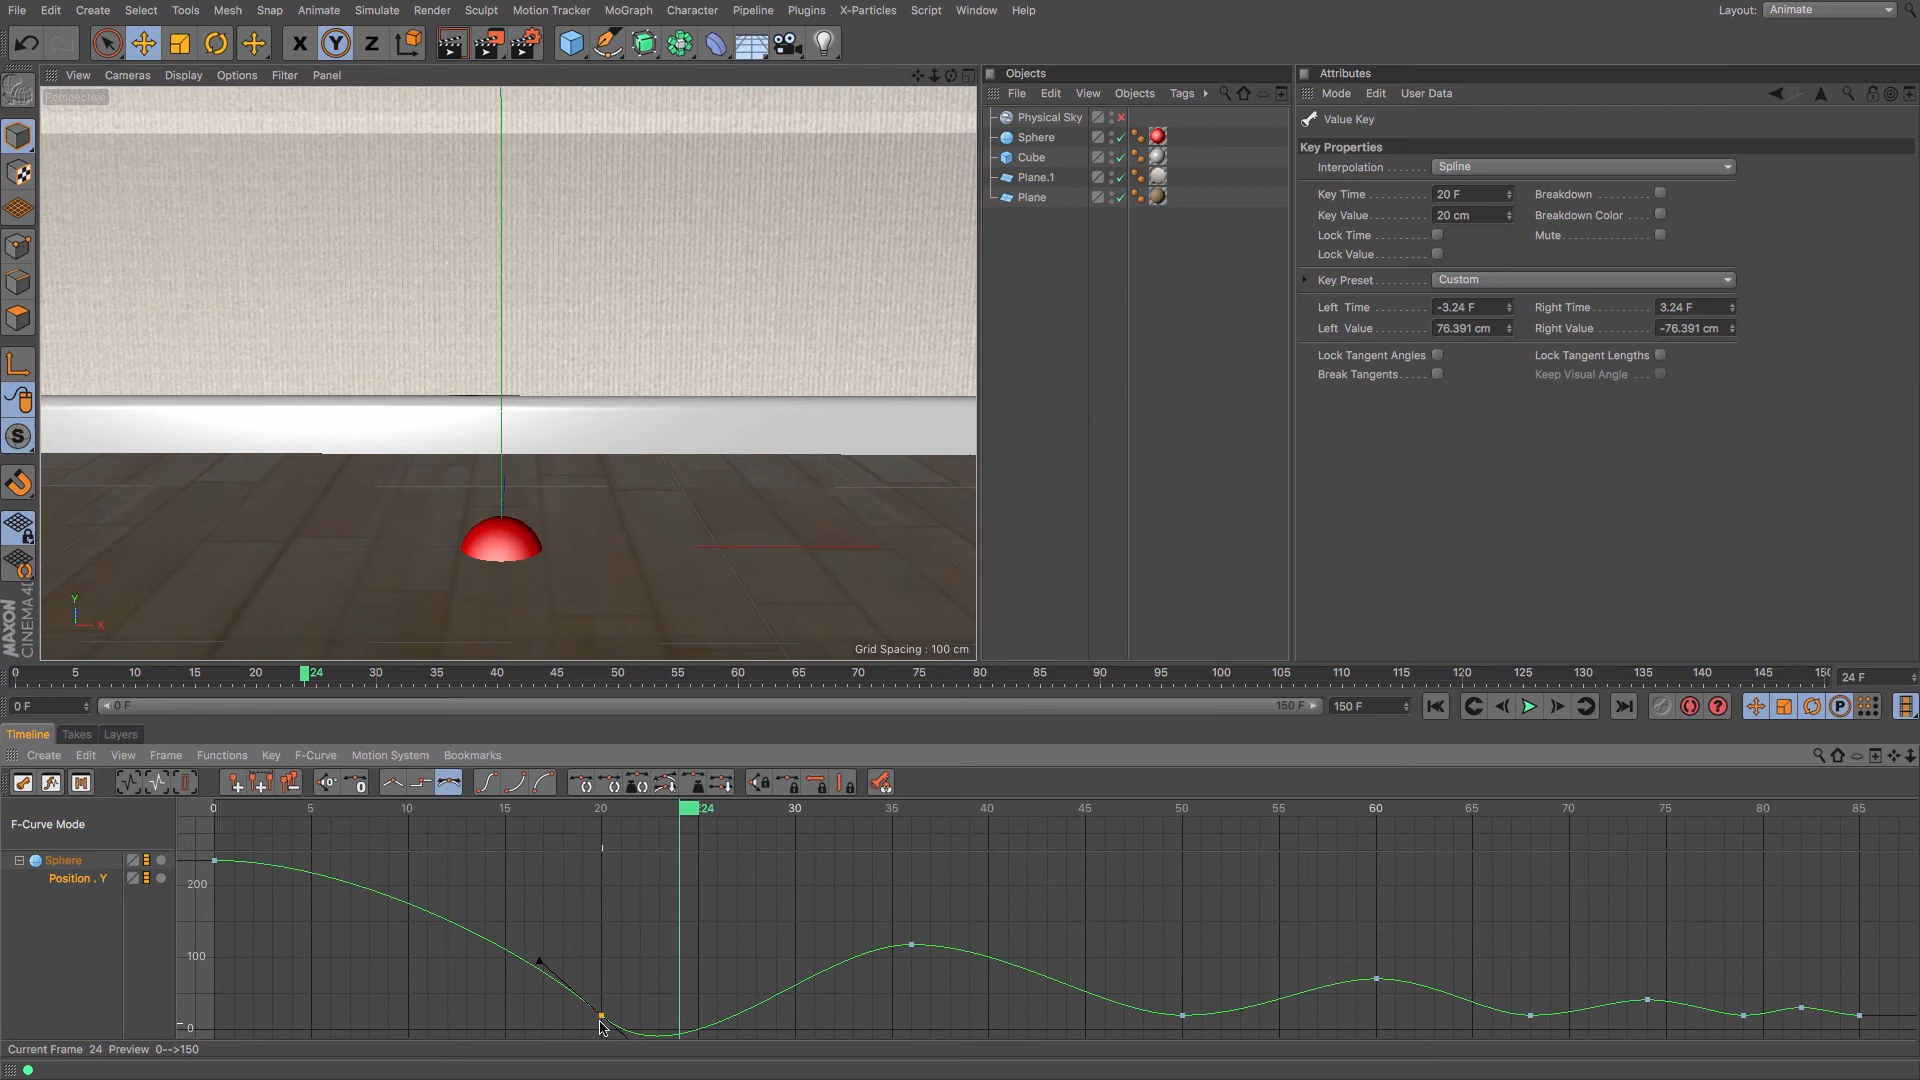 File Edit Create Select Tools Mesh Snap Animate Simulate Render Sculpt Motion Tracker MoGraph Character Pipeline Plugins X-Particles Script Window Help Layout: Animate
X Y Z
View Cameras Display Options Filter Panel
Objects
Attributes
Perspective
File Edit View Objects Tags
Mode Edit User Data
Physical Sky
Value Key
Sphere
Key Properties
Cube
Interpolation Spline
Plane.1
Key Time 20 F Breakdown
Plane
Key Value 20 cm Breakdown Color
Lock Time Mute
Lock Value
Key Preset Custom
Left Time -3.24 F Right Time 3.24 F
Left Value 76.391 cm Right Value -76.391 cm
Lock Tangent Angles Lock Tangent Lengths
Break Tangents Keep Visual Angle
S
Y
X
MAXON
CINEMA 4D
Grid Spacing : 100 cm
0 5 10 15 20 24 30 35 40 45 50 55 60 65 70 75 80 85 90 95 100 105 110 115 120 125 130 135 140 145 150 24 F
0 F 0 F 150 F 150 F
P
Timeline Takes Layers
Create Edit View Frame Functions Key F-Curve Motion System Bookmarks
0 5 10 15 20 24 30 35 40 45 50 55 60 65 70 75 80 85
F-Curve Mode
Sphere
Position . Y
200
100
0
Current Frame 24 Preview 0-->150